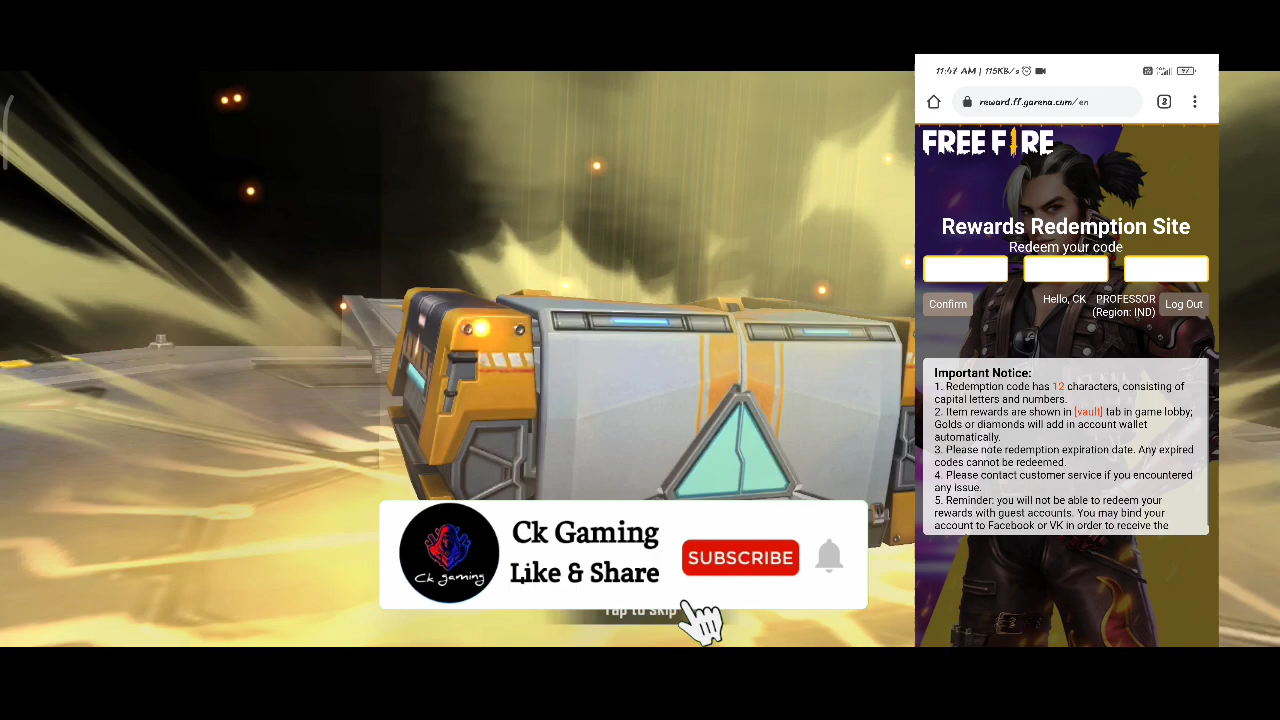 11:47 AM | 115KB/s
reward.ff.garena.com/en
2
FREE FIRE
Rewards Redemption Site
Redeem your code
Confirm
Hello, CK PROFESSOR
(Region: IND)
Log Out
Important Notice:
1. Redemption code has 12 characters, consisting of
capital letters and numbers.
2. Item rewards are shown in [vault] tab in game lobby;
Golds or diamonds will add in account wallet
automatically.
3. Please note redemption expiration date. Any expired
codes cannot be redeemed.
4. Please contact customer service if you encountered
any issue.
5. Reminder: you will not be able to redeem your
rewards with guest accounts. You may bind your
account to Facebook or VK in order to receive the
Ck gaming
Ck Gaming
Like & Share
SUBSCRIBE
Tap to skip